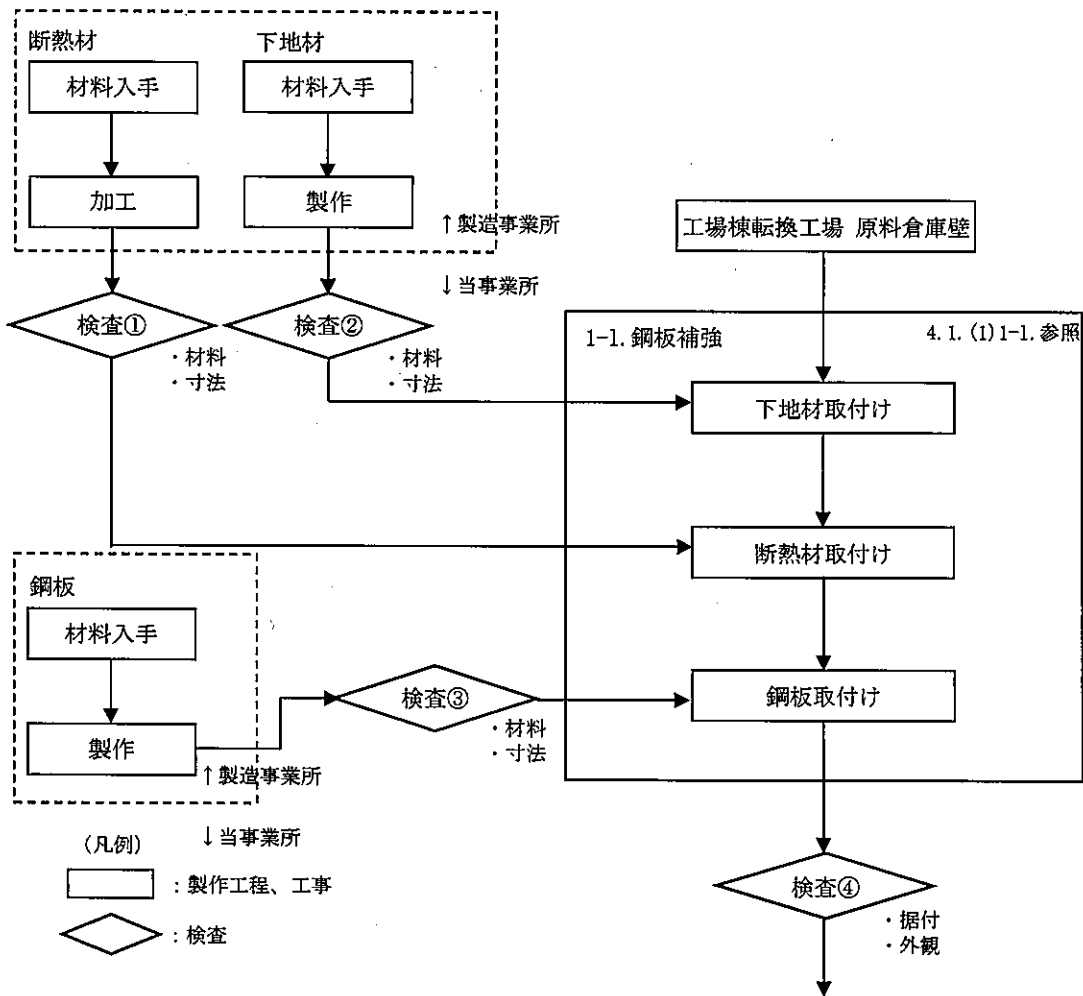 断熱材
下地材
材料入手
材料入手
加工
製作
↑製造事業所
↓当事業所
検査①
・材料
・寸法
検査②
・材料
・寸法
工場棟転換工場 原料倉庫壁
1-1. 鋼板補強
4.1.(1)1-1.参照
下地材取付け
断熱材取付け
鋼板
材料入手
製作
↑製造事業所
↓当事業所
検査③
・材料
・寸法
鋼板取付け
検査④
・据付
・外観
(凡例)
：製作工程、工事
：検査